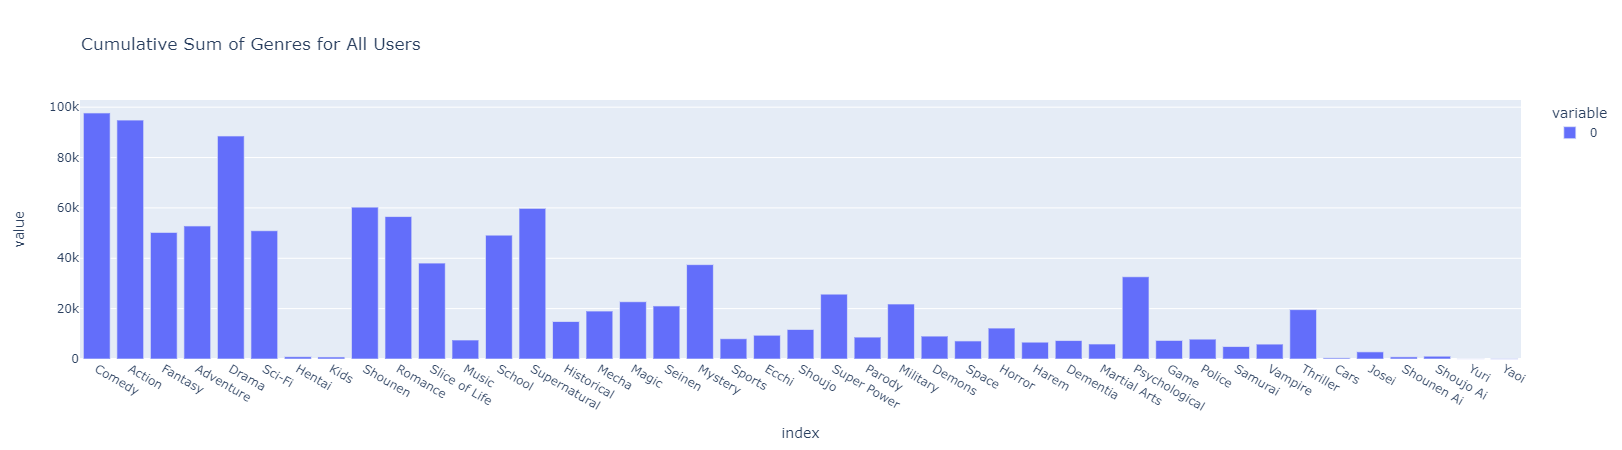 Cumulative Sum of Genres for All Users
100k
80k
60k
40k
20k
0
value
Comedy
Action
Fantasy
Adventure
Drama
Sci-Fi
Hentai
Kids
Shounen
Romance
Slice of Life
Music
School
Supernatural
Historical
Mecha
Magic
Seinen
Mystery
Sports
Ecchi
Shoujo
Super Power
Parody
Military
Demons
Space
Horror
Harem
Dementia
Martial Arts
Psychological
Game
Police
Samurai
Vampire
Thriller
Cars
Josei
Shounen Ai
Shoujo Ai
Yuri
Yaoi
index
variable
0